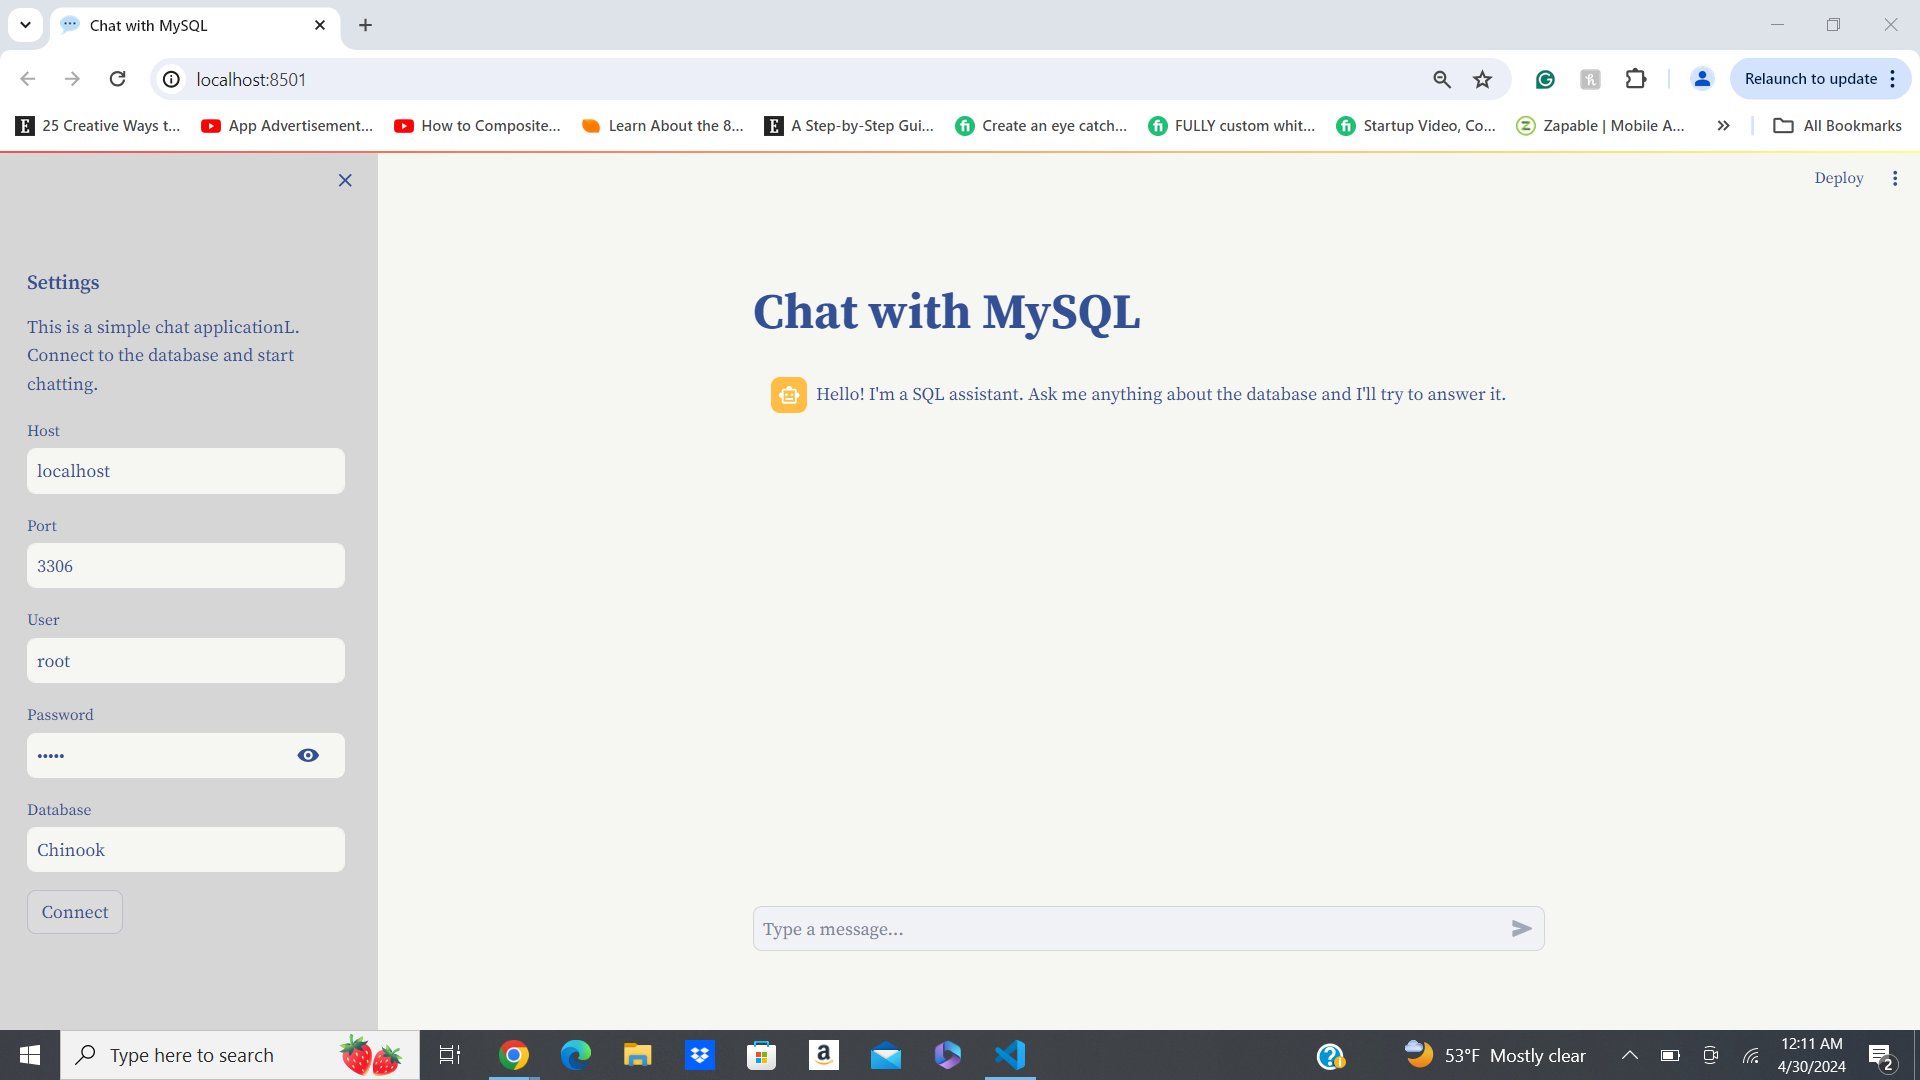 Chat with MySQL
localhost:8501
Relaunch to update
25 Creative Ways t...
App Advertisement...
How to Composite...
Learn About the 8...
A Step-by-Step Gui...
Create an eye catch...
FULLY custom whit...
Startup Video, Co...
Zapable | Mobile A...
All Bookmarks
Deploy
Settings
This is a simple chat applicationL.
Connect to the database and start
chatting.
Host
localhost
Port
3306
User
root
Password
•••••
Database
Chinook
Connect
Chat with MySQL
Hello! I'm a SQL assistant. Ask me anything about the database and I'll try to answer it.
Type a message...
Type here to search
53°F Mostly clear
12:11 AM
4/30/2024
2